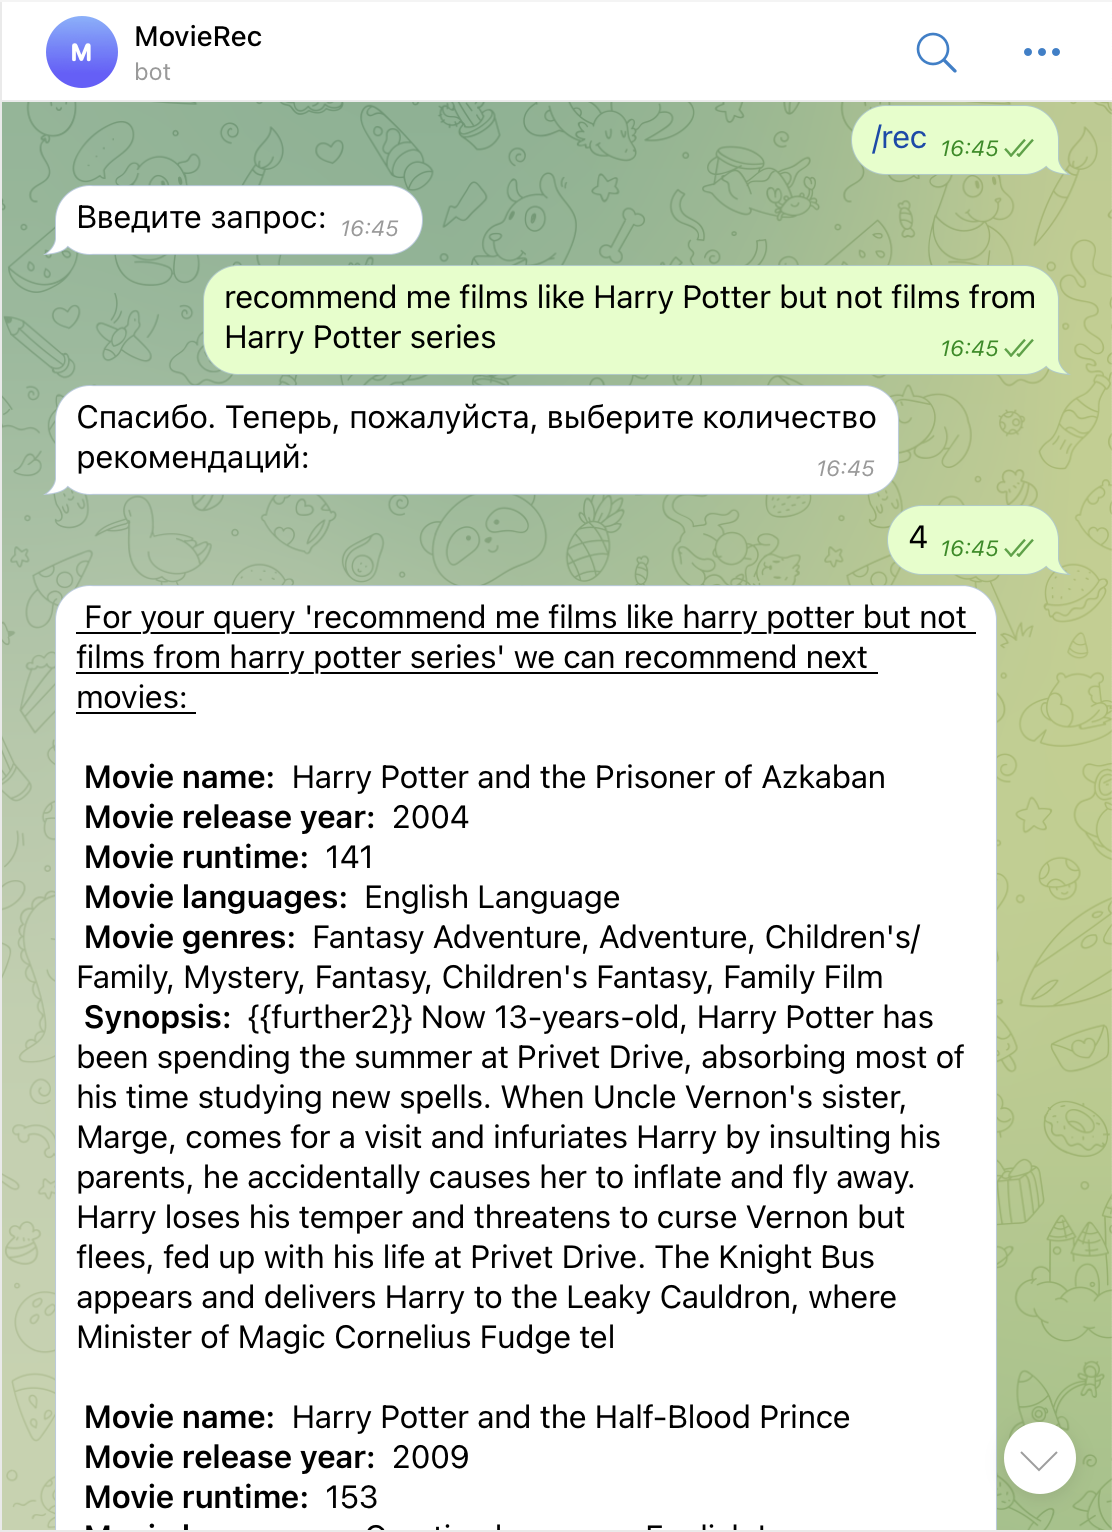 M
MovieRec
bot
/rec 16:45
Введите запрос: 16:45
recommend me films like Harry Potter but not films from
Harry Potter series
16:45
Спасибо. Теперь, пожалуйста, выберите количество
рекомендаций:
16:45
4 16:45
For your query 'recommend me films like harry potter but not
films from harry potter series' we can recommend next
movies:
Movie name: Harry Potter and the Prisoner of Azkaban
Movie release year: 2004
Movie runtime: 141
Movie languages: English Language
Movie genres: Fantasy Adventure, Adventure, Children's/
Family, Mystery, Fantasy, Children's Fantasy, Family Film
Synopsis: {{further2}} Now 13-years-old, Harry Potter has
been spending the summer at Privet Drive, absorbing most of
his time studying new spells. When Uncle Vernon's sister,
Marge, comes for a visit and infuriates Harry by insulting his
parents, he accidentally causes her to inflate and fly away.
Harry loses his temper and threatens to curse Vernon but
flees, fed up with his life at Privet Drive. The Knight Bus
appears and delivers Harry to the Leaky Cauldron, where
Minister of Magic Cornelius Fudge tel
Movie name: Harry Potter and the Half-Blood Prince
Movie release year: 2009
Movie runtime: 153